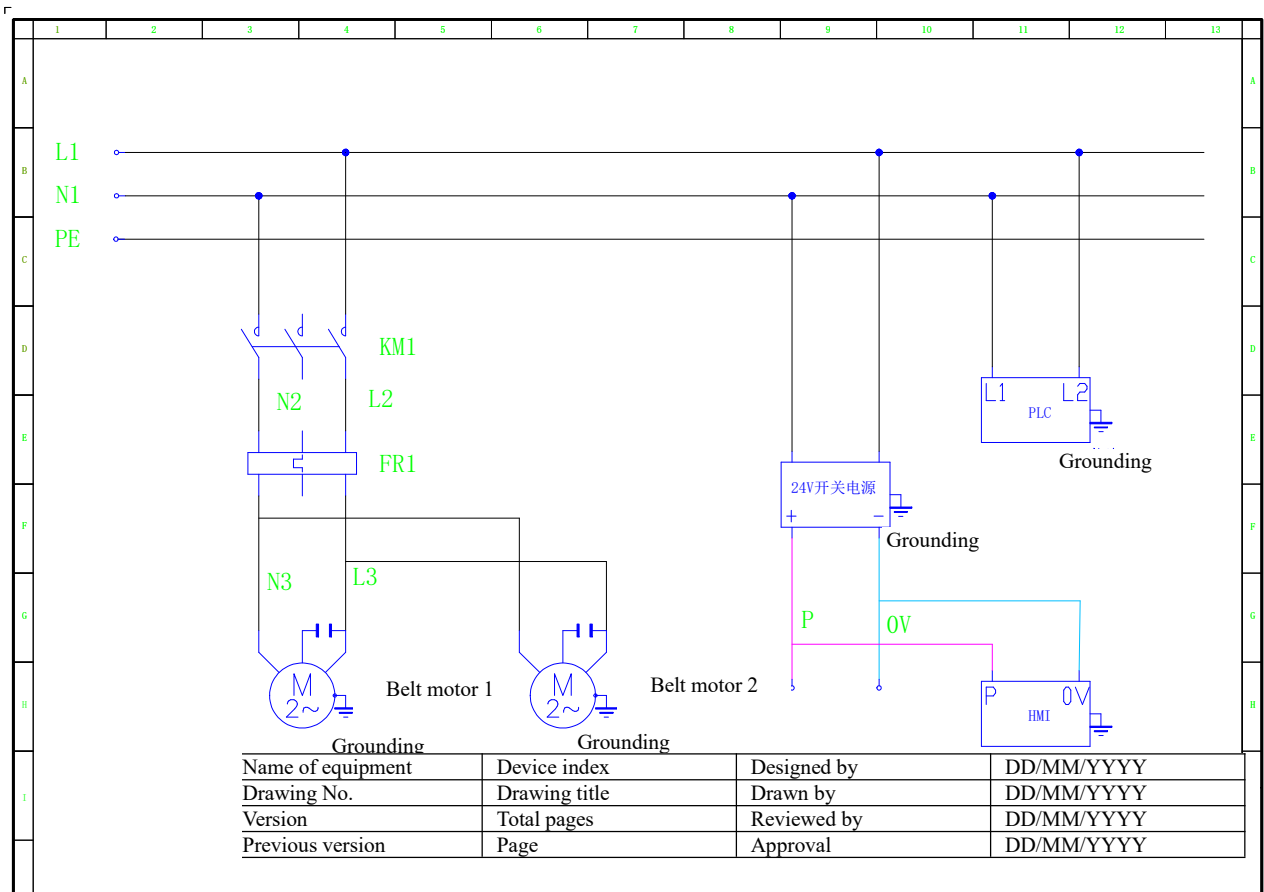 1 2 3 4 5 6 7 8 9 10 11 12 13
A A
L1
B B
N1
PE
C C
D D
KM1
N2 L2
L1 L2
PLC
E E
FR1
Grounding
24V开关电源
+ −
F F
Grounding
N3 L3
G G
P 0V
M M
2~ 2~
Belt motor 1
Belt motor 2
P 0V
HMI
H H
Grounding
Grounding
Name of equipment Device index Designed by DD/MM/YYYY
Drawing No. Drawing title Drawn by DD/MM/YYYY
Version Total pages Reviewed by DD/MM/YYYY
Previous version Page Approval DD/MM/YYYY